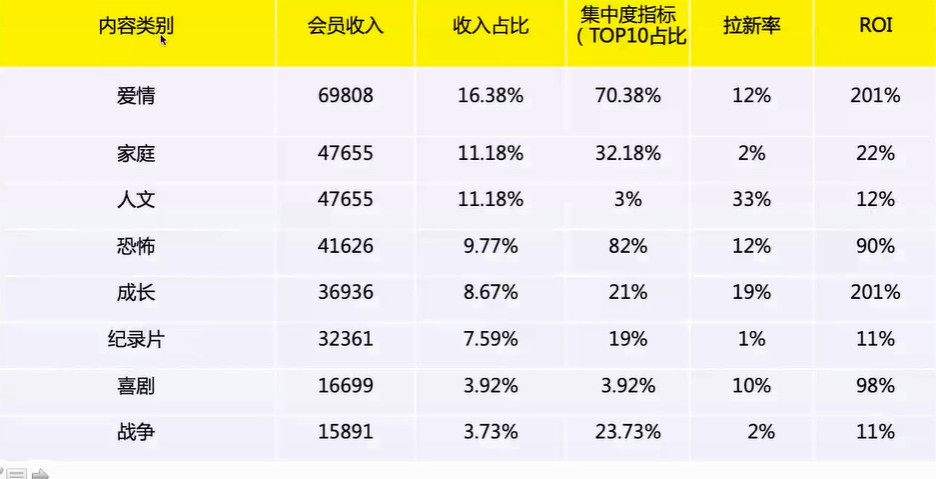 内容类别 会员收入 收入占比 集中度指标（TOP10占比 拉新率 ROI
爱情 69808 16.38% 70.38% 12% 201%
家庭 47655 11.18% 32.18% 2% 22%
人文 47655 11.18% 3% 33% 12%
恐怖 41626 9.77% 82% 12% 90%
成长 36936 8.67% 21% 19% 201%
纪录片 32361 7.59% 19% 1% 11%
喜剧 16699 3.92% 3.92% 10% 98%
战争 15891 3.73% 23.73% 2% 11%